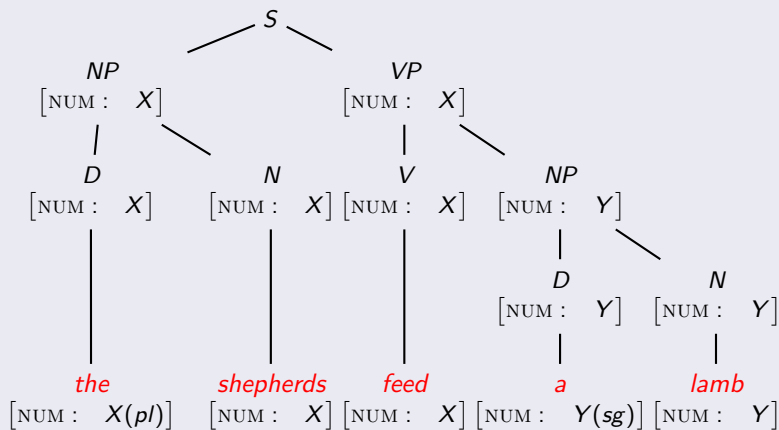 S
NP VP
[NUM : X] [NUM : X]
D N V NP
[NUM : X] [NUM : X] [NUM : X] [NUM : Y]
D N
[NUM : Y] [NUM : Y]
the shepherds feed a lamb
[NUM : X(pl)] [NUM : X] [NUM : X] [NUM : Y(sg)] [NUM : Y]